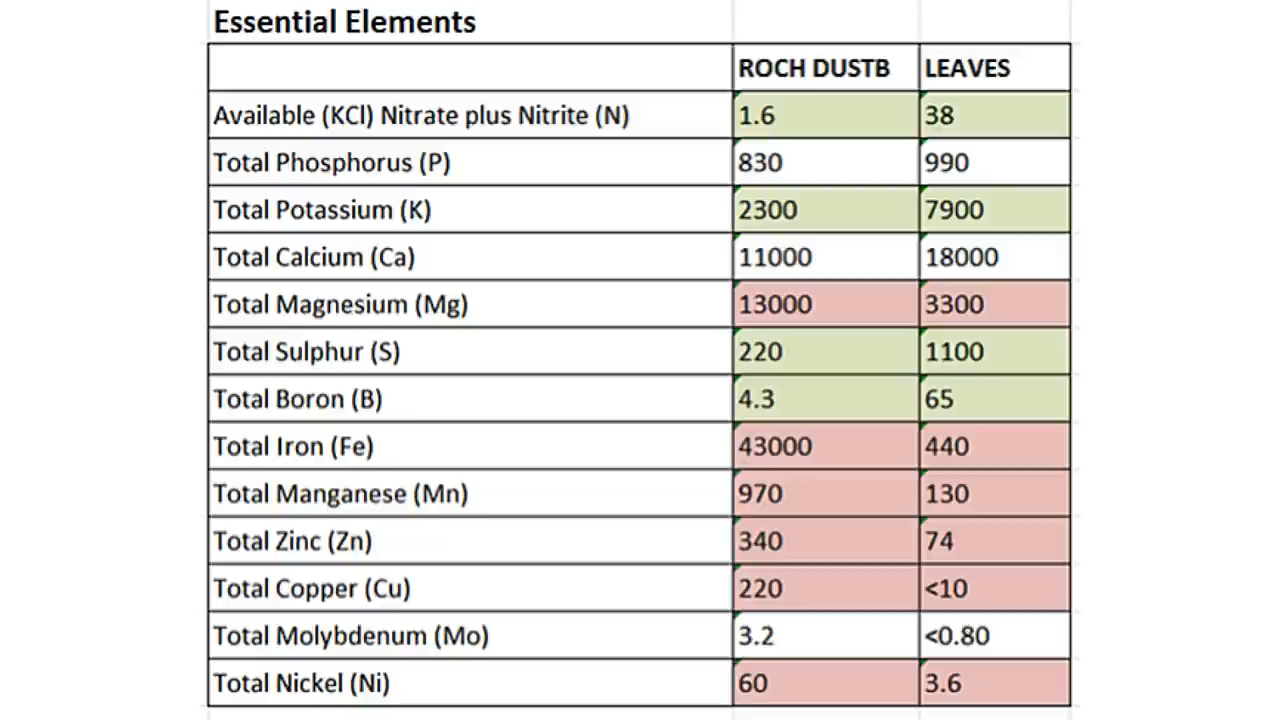 Essential Elements
ROCH DUSTB LEAVES
Available (KCl) Nitrate plus Nitrite (N) 1.6 38
Total Phosphorus (P) 830 990
Total Potassium (K) 2300 7900
Total Calcium (Ca) 11000 18000
Total Magnesium (Mg) 13000 3300
Total Sulphur (S) 220 1100
Total Boron (B) 4.3 65
Total Iron (Fe) 43000 440
Total Manganese (Mn) 970 130
Total Zinc (Zn) 340 74
Total Copper (Cu) 220 <10
Total Molybdenum (Mo) 3.2 <0.80
Total Nickel (Ni) 60 3.6